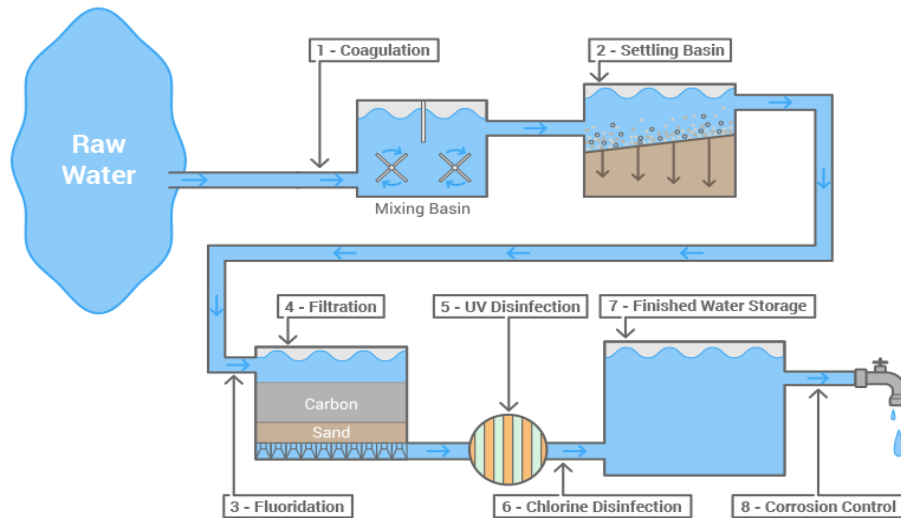 1 - Coagulation
2 - Settling Basin
Raw
Water
Mixing Basin
4 - Filtration
5 - UV Disinfection
7 - Finished Water Storage
Carbon
Sand
3 - Fluoridation
6 - Chlorine Disinfection
8 - Corrosion Control